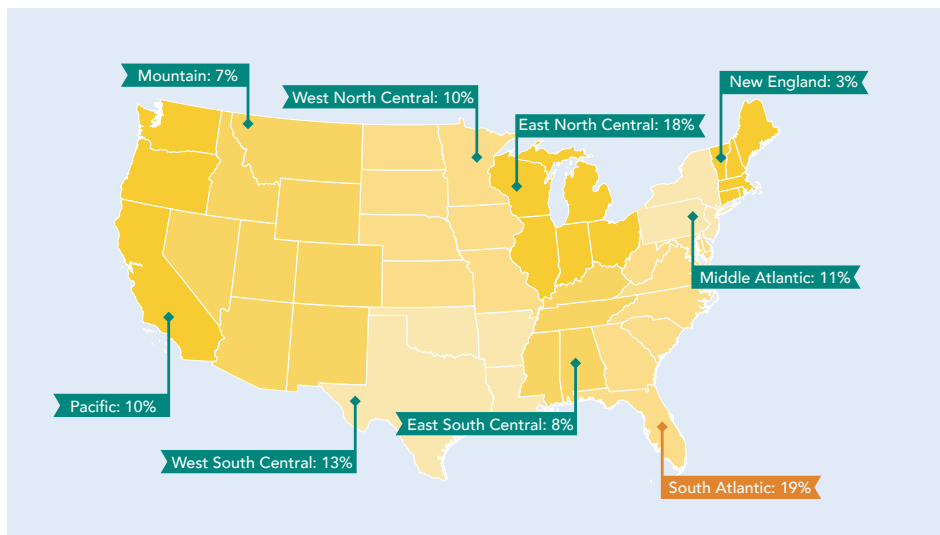 Mountain: 7%
New England: 3%
West North Central: 10%
East North Central: 18%
Middle Atlantic: 11%
Pacific: 10%
East South Central: 8%
West South Central: 13%
South Atlantic: 19%